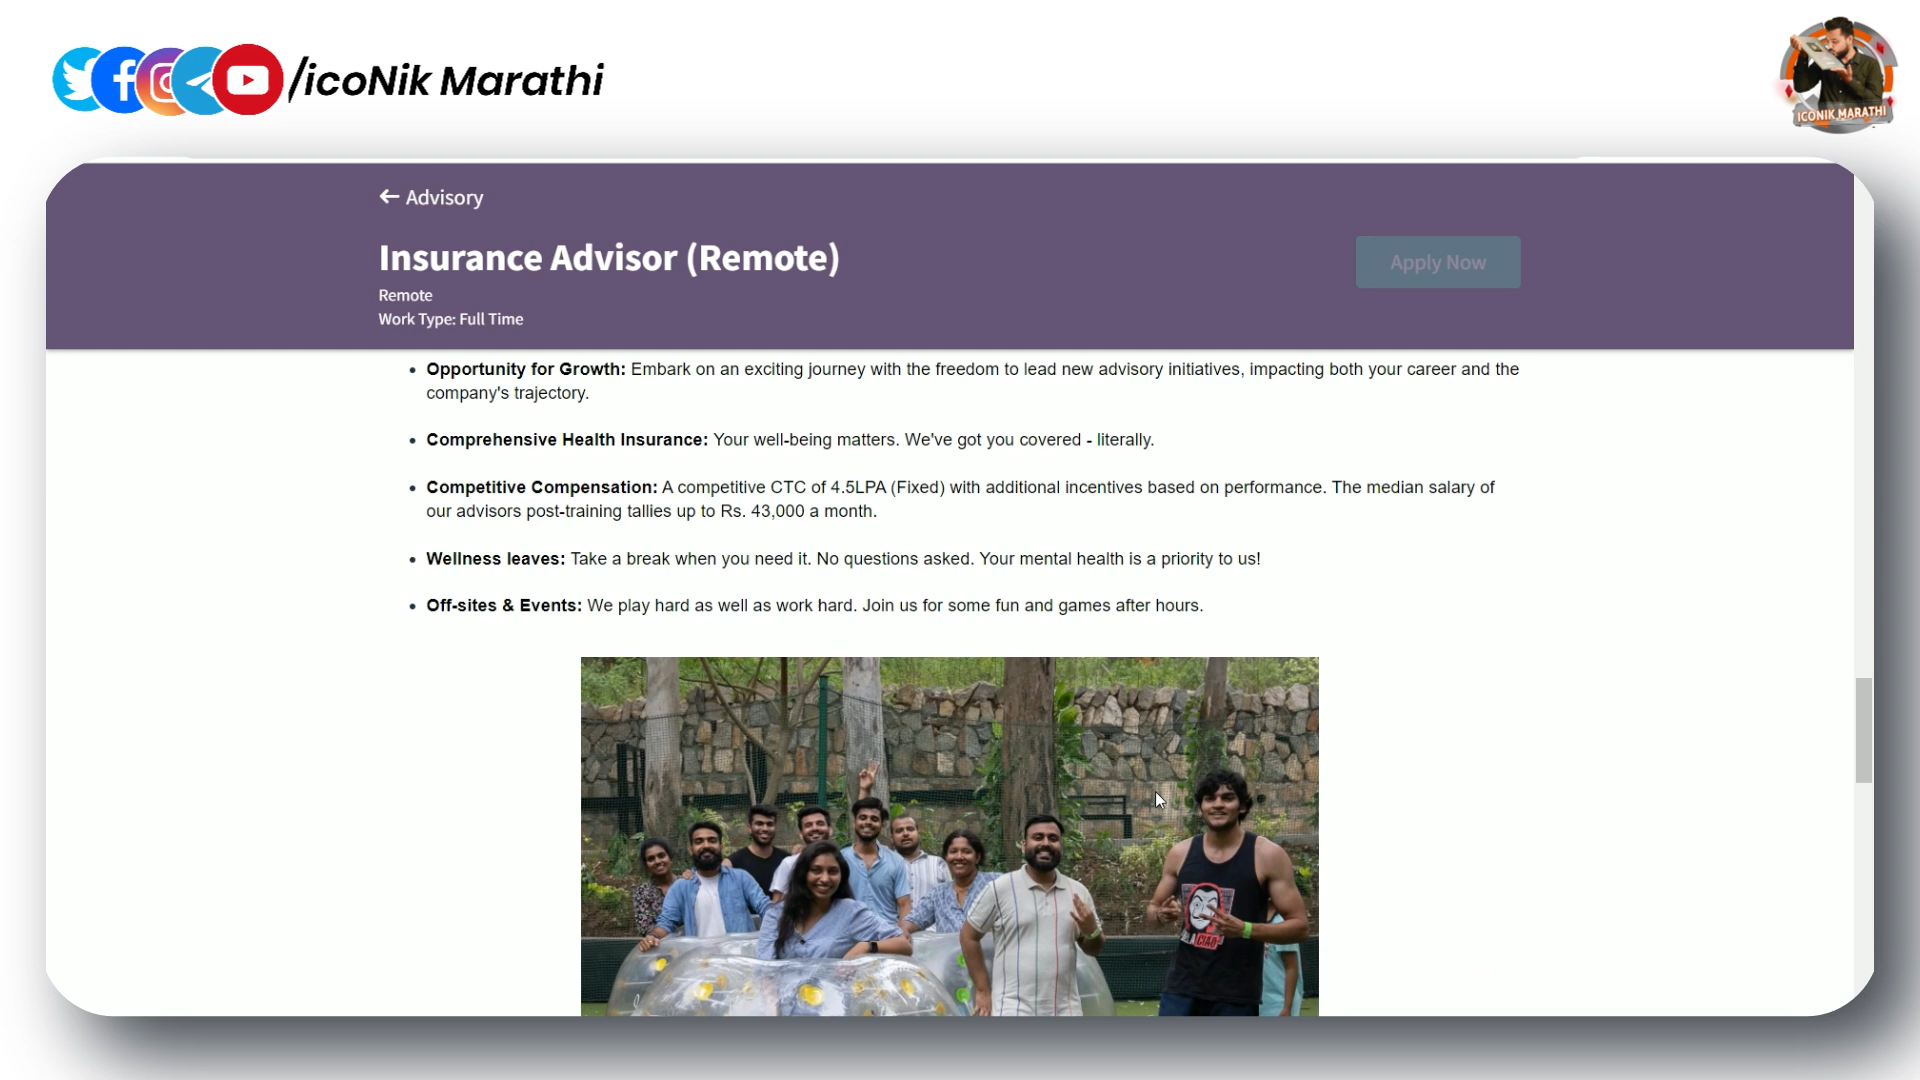 /icoNik Marathi
ICONIK MARATHI
← Advisory
Insurance Advisor (Remote)
Apply Now
Remote
Work Type: Full Time
• Opportunity for Growth: Embark on an exciting journey with the freedom to lead new advisory initiatives, impacting both your career and the
company's trajectory.
• Comprehensive Health Insurance: Your well-being matters. We've got you covered - literally.
• Competitive Compensation: A competitive CTC of 4.5LPA (Fixed) with additional incentives based on performance. The median salary of
our advisors post-training tallies up to Rs. 43,000 a month.
• Wellness leaves: Take a break when you need it. No questions asked. Your mental health is a priority to us!
• Off-sites & Events: We play hard as well as work hard. Join us for some fun and games after hours.
CIAO